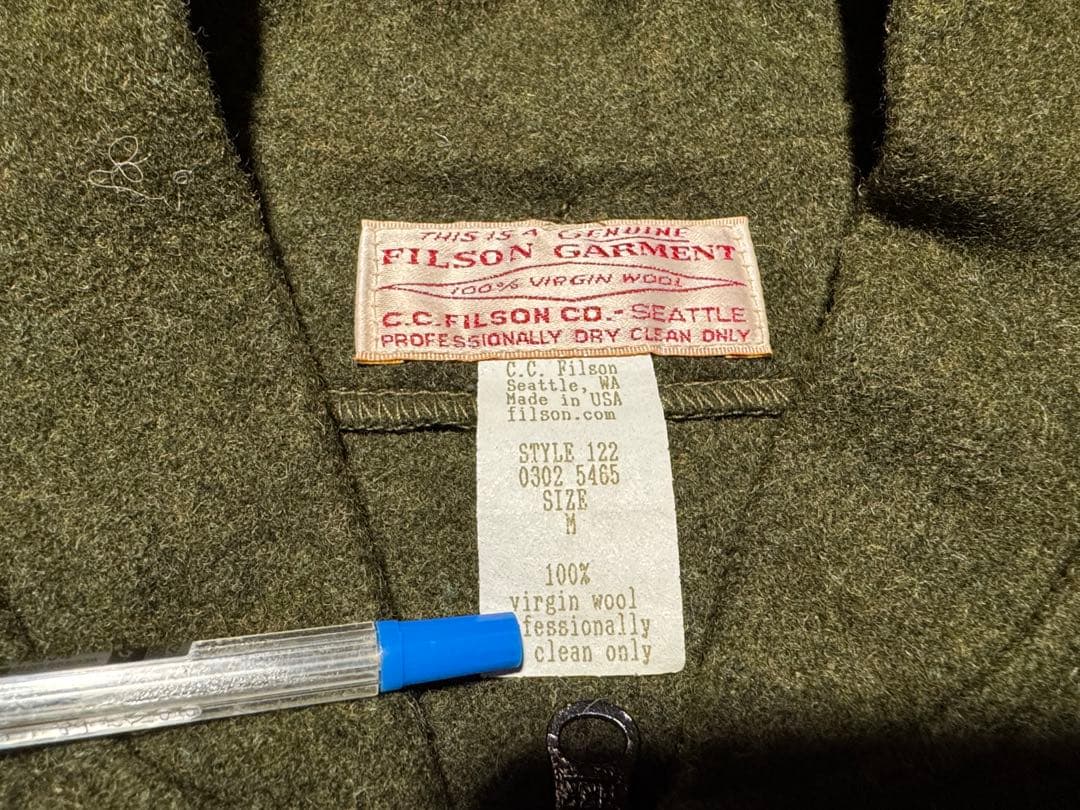 THIS IS A GENUINE
FILSON GARMENT
100% VIRGIN WOOL
C.C. FILSON CO. - SEATTLE
PROFESSIONALLY DRY CLEAN ONLY
C.C. Filson
Seattle, WA
Made in USA
filson.com
STYLE 122
0302 5465
SIZE
M
100%
virgin wool
fessionally
clean only